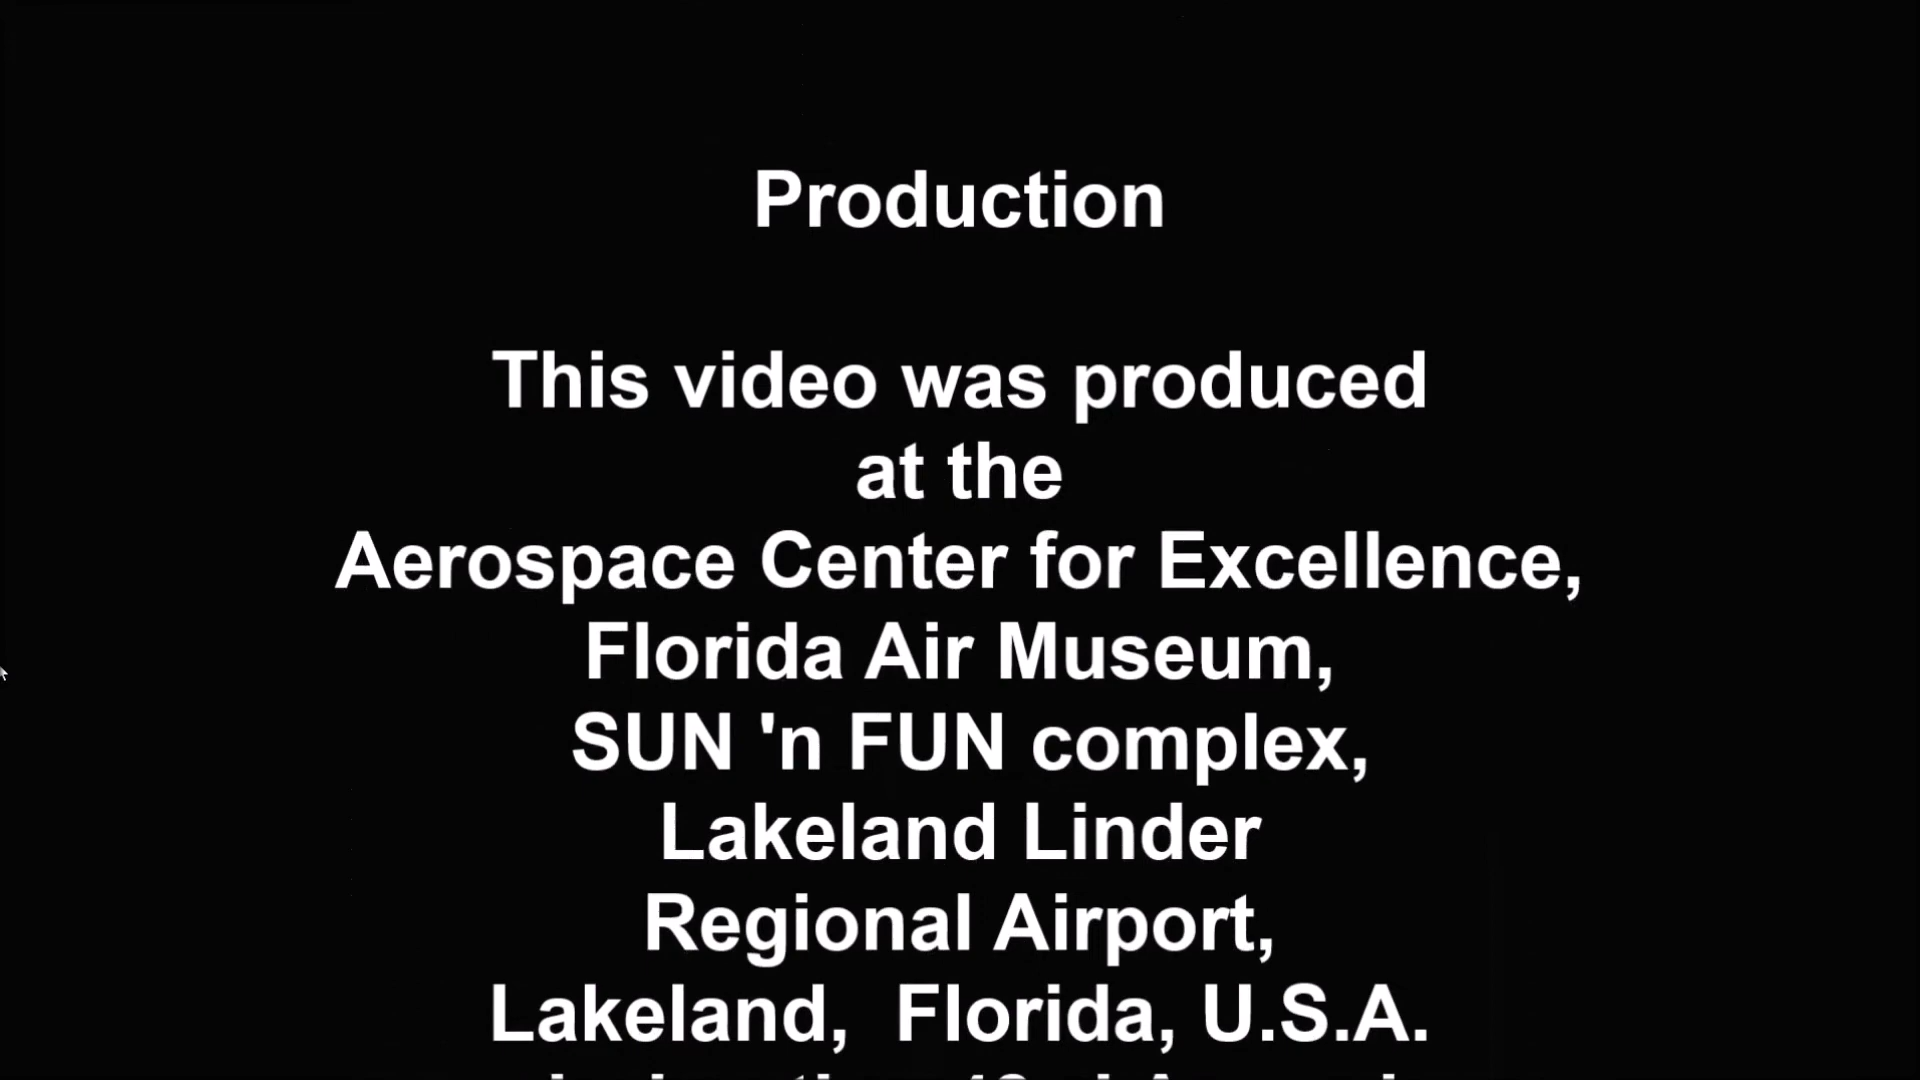 Production
This video was produced
at the
Aerospace Center for Excellence,
Florida Air Museum,
SUN 'n FUN complex,
Lakeland Linder
Regional Airport,
Lakeland,  Florida, U.S.A.